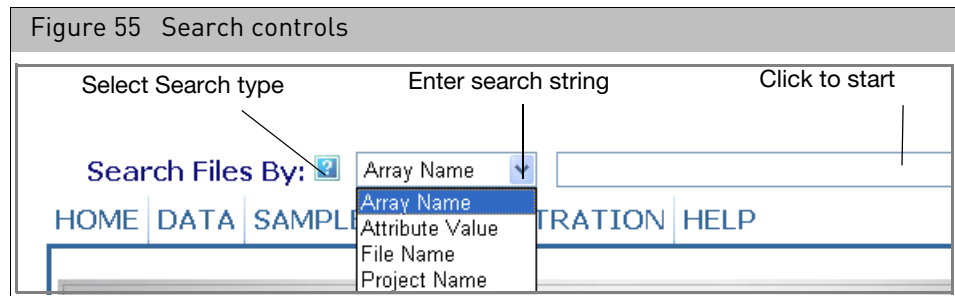 Figure 55 Search controls
Select Search type Enter search string Click to start
Search Files By: ? Array Name
HOME DATA SAMPL TRATION HELP
Array Name
Attribute Value
File Name
Project Name